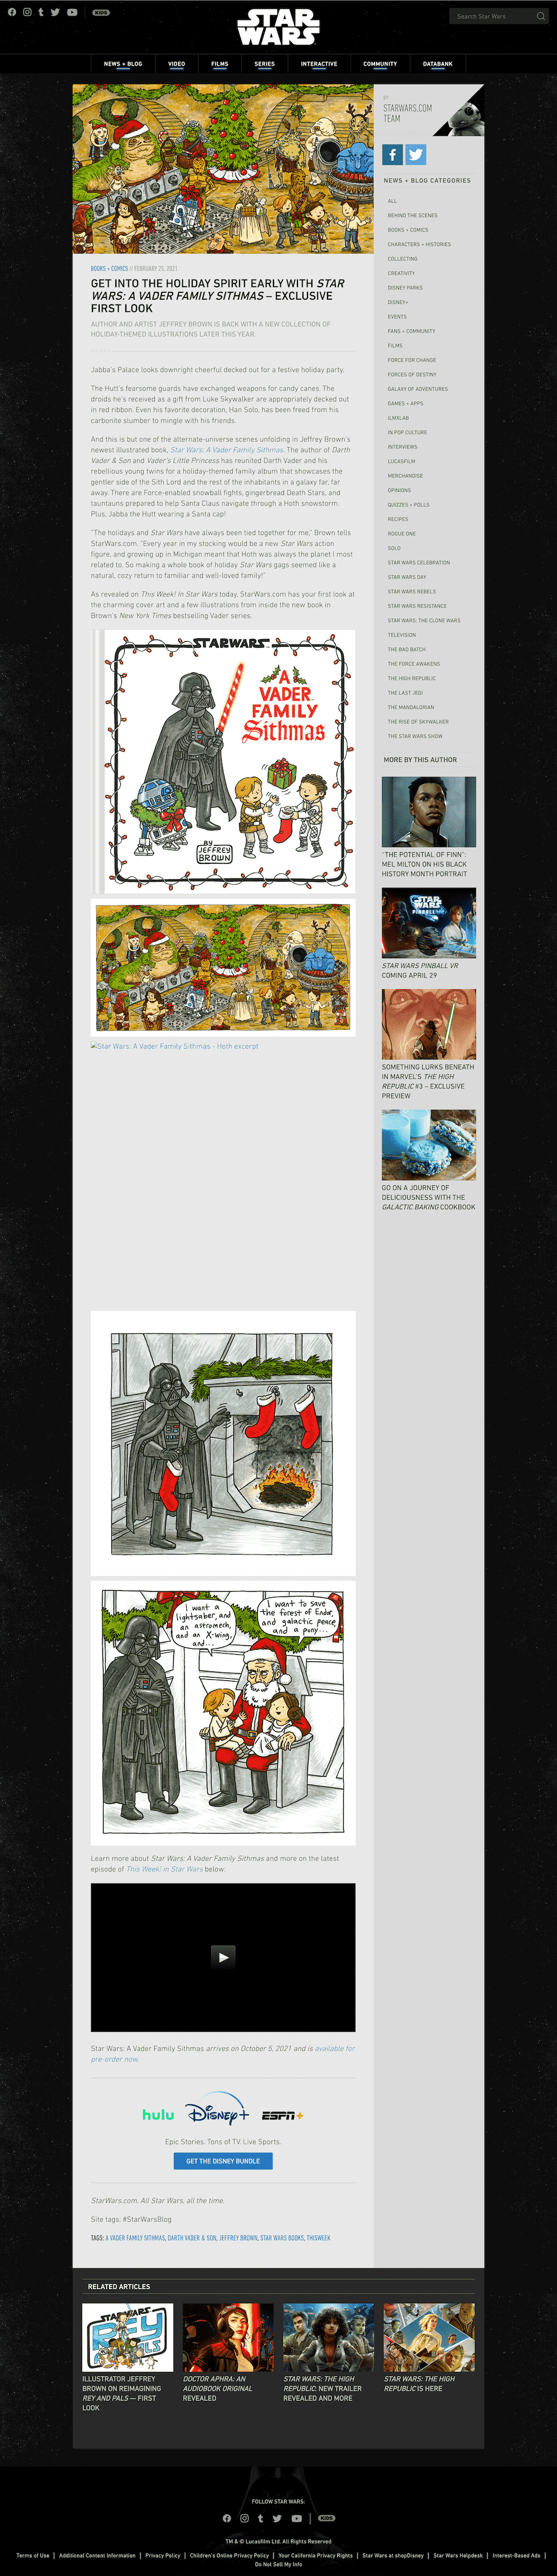 KIDS
STAR
WARS
Search Star Wars
NEWS + BLOG
VIDEO
FILMS
SERIES
INTERACTIVE
COMMUNITY
DATABANK
BOOKS + COMICS // FEBRUARY 25, 2021
GET INTO THE HOLIDAY SPIRIT EARLY WITH STAR
WARS: A VADER FAMILY SITHMAS – EXCLUSIVE
FIRST LOOK
AUTHOR AND ARTIST JEFFREY BROWN IS BACK WITH A NEW COLLECTION OF
HOLIDAY-THEMED ILLUSTRATIONS LATER THIS YEAR.
Jabba's Palace looks downright cheerful decked out for a festive holiday party.
The Hutt's fearsome guards have exchanged weapons for candy canes. The
droids he's received as a gift from Luke Skywalker are appropriately decked out
in red ribbon. Even his favorite decoration, Han Solo, has been freed from his
carbonite slumber to mingle with his friends.
And this is but one of the alternate-universe scenes unfolding in Jeffrey Brown's
newest illustrated book, Star Wars: A Vader Family Sithmas. The author of Darth
Vader & Son and Vader's Little Princess has reunited Darth Vader and his
rebellious young twins for a holiday-themed family album that showcases the
gentler side of the Sith Lord and the rest of the inhabitants in a galaxy far, far
away. There are Force-enabled snowball fights, gingerbread Death Stars, and
tauntauns prepared to help Santa Claus navigate through a Hoth snowstorm.
Plus, Jabba the Hutt wearing a Santa cap!
"The holidays and Star Wars have always been tied together for me," Brown tells
StarWars.com. "Every year in my stocking would be a new Star Wars action
figure, and growing up in Michigan meant that Hoth was always the planet I most
related to. So making a whole book of holiday Star Wars gags seemed like a
natural, cozy return to familiar and well-loved family!"
As revealed on This Week! In Star Wars today, StarWars.com has your first look at
the charming cover art and a few illustrations from inside the new book in
Brown's New York Times bestselling Vader series.
STAR WARS
A
VADER
FAMILY
Sithmas
BY
JEFFREY
BROWN
Star Wars: A Vader Family Sithmas - Hoth excerpt
I want a
lightsaber, and
an astromech,
and an X-wing,
and...
I want to save
the forest of Endor,
and galactic peace,
and a pony...
Learn more about Star Wars: A Vader Family Sithmas and more on the latest
episode of This Week! in Star Wars below:
Star Wars: A Vader Family Sithmas arrives on October 5, 2021 and is available for
pre-order now.
hulu
Disney+
ESPN+
Epic Stories. Tons of TV. Live Sports.
GET THE DISNEY BUNDLE
StarWars.com. All Star Wars, all the time.
Site tags: #StarWarsBlog
TAGS: A VADER FAMILY SITHMAS, DARTH VADER & SON, JEFFREY BROWN, STAR WARS BOOKS, THISWEEK
BY
STARWARS.COM
TEAM
NEWS + BLOG CATEGORIES
ALL
BEHIND THE SCENES
BOOKS + COMICS
CHARACTERS + HISTORIES
COLLECTING
CREATIVITY
DISNEY PARKS
DISNEY+
EVENTS
FANS + COMMUNITY
FILMS
FORCE FOR CHANGE
FORCES OF DESTINY
GALAXY OF ADVENTURES
GAMES + APPS
ILMXLAB
IN POP CULTURE
INTERVIEWS
LUCASFILM
MERCHANDISE
OPINIONS
QUIZZES + POLLS
RECIPES
ROGUE ONE
SOLO
STAR WARS CELEBRATION
STAR WARS DAY
STAR WARS REBELS
STAR WARS RESISTANCE
STAR WARS: THE CLONE WARS
TELEVISION
THE BAD BATCH
THE FORCE AWAKENS
THE HIGH REPUBLIC
THE LAST JEDI
THE MANDALORIAN
THE RISE OF SKYWALKER
THE STAR WARS SHOW
MORE BY THIS AUTHOR
"THE POTENTIAL OF FINN":
MEL MILTON ON HIS BLACK
HISTORY MONTH PORTRAIT
STAR WARS
PINBALL VR
STAR WARS PINBALL VR
COMING APRIL 29
SOMETHING LURKS BENEATH
IN MARVEL'S THE HIGH
REPUBLIC #3 – EXCLUSIVE
PREVIEW
GO ON A JOURNEY OF
DELICIOUSNESS WITH THE
GALACTIC BAKING COOKBOOK
RELATED ARTICLES
STAR WARS
REY
PALS
ILLUSTRATOR JEFFREY
BROWN ON REIMAGINING
REY AND PALS — FIRST
LOOK
DOCTOR APHRA: AN
AUDIOBOOK ORIGINAL
REVEALED
STAR WARS: THE HIGH
REPUBLIC: NEW TRAILER
REVEALED AND MORE
STAR WARS: THE HIGH
REPUBLIC IS HERE
FOLLOW STAR WARS:
KIDS
TM & © Lucasfilm Ltd. All Rights Reserved
Terms of Use | Additional Content Information | Privacy Policy | Children's Online Privacy Policy | Your California Privacy Rights | Star Wars at shopDisney | Star Wars Helpdesk | Interest-Based Ads |
Do Not Sell My Info